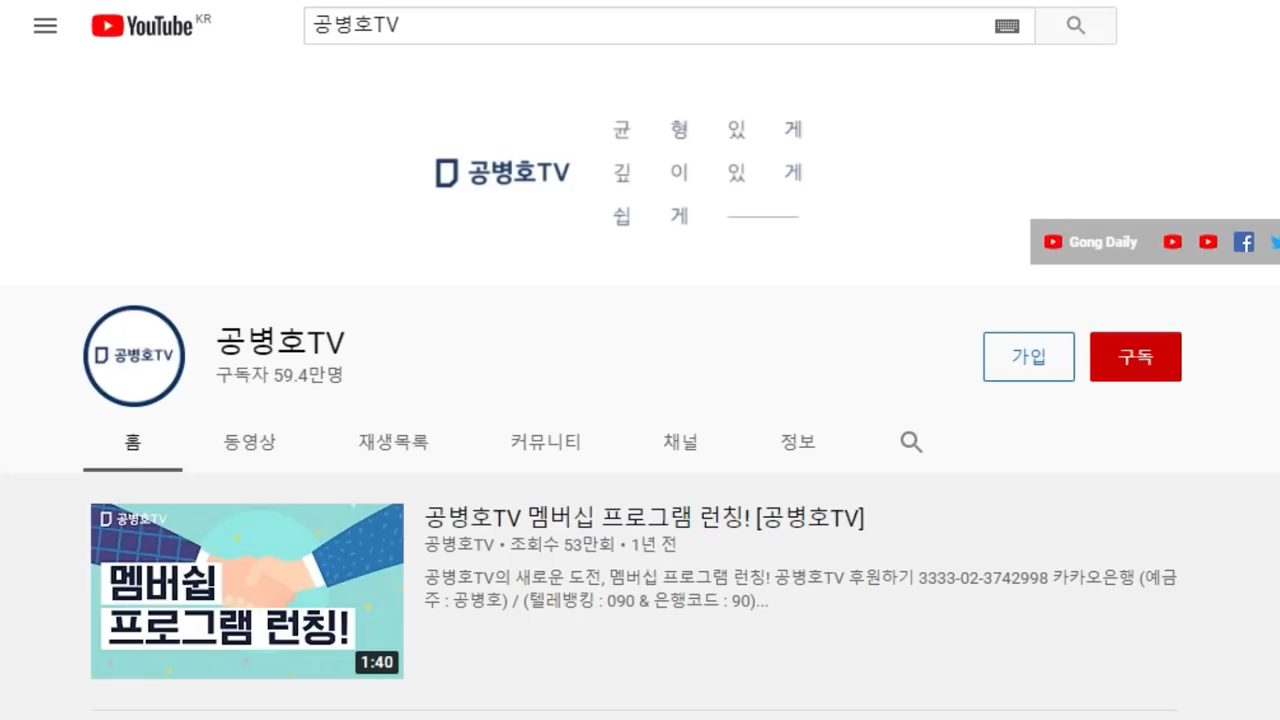 YouTube KR
공병호TV
균형있게
공병호TV
깊이있게
쉽게
Gong Daily
공병호TV
공병호TV
구독자 59.4만명
가입
구독
홈
동영상
재생목록
커뮤니티
채널
정보
공병호TV
멤버쉽
프로그램 런칭!
1:40
공병호TV 멤버십 프로그램 런칭! [공병호TV]
공병호TV • 조회수 53만회 • 1년 전
공병호TV의 새로운 도전, 멤버십 프로그램 런칭! 공병호TV 후원하기 3333-02-3742998 카카오은행 (예금
주 : 공병호) / (텔레뱅킹 : 090 & 은행코드 : 90)...